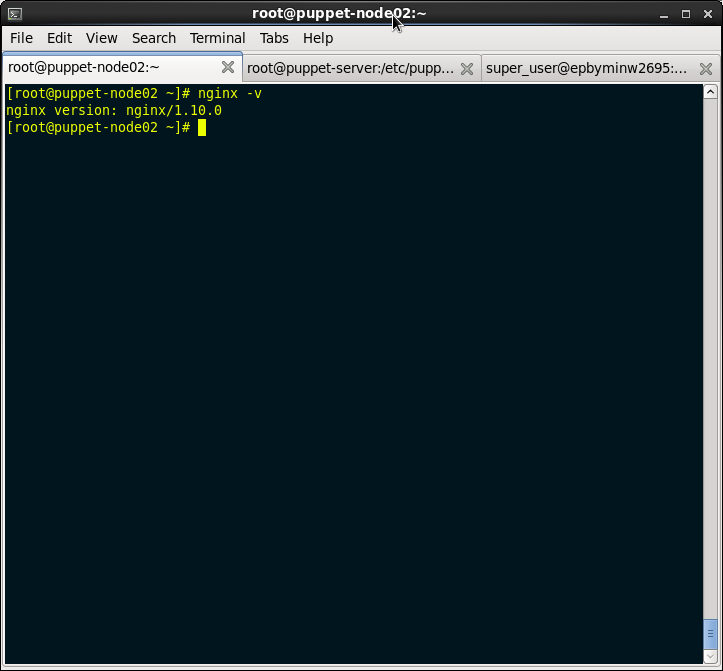 root@puppet-node02:~
File Edit View Search Terminal Tabs Help
root@puppet-node02:~ root@puppet-server:/etc/pupp... super_user@epbyminw2695:...
[root@puppet-node02 ~]# nginx -v
nginx version: nginx/1.10.0
[root@puppet-node02 ~]#